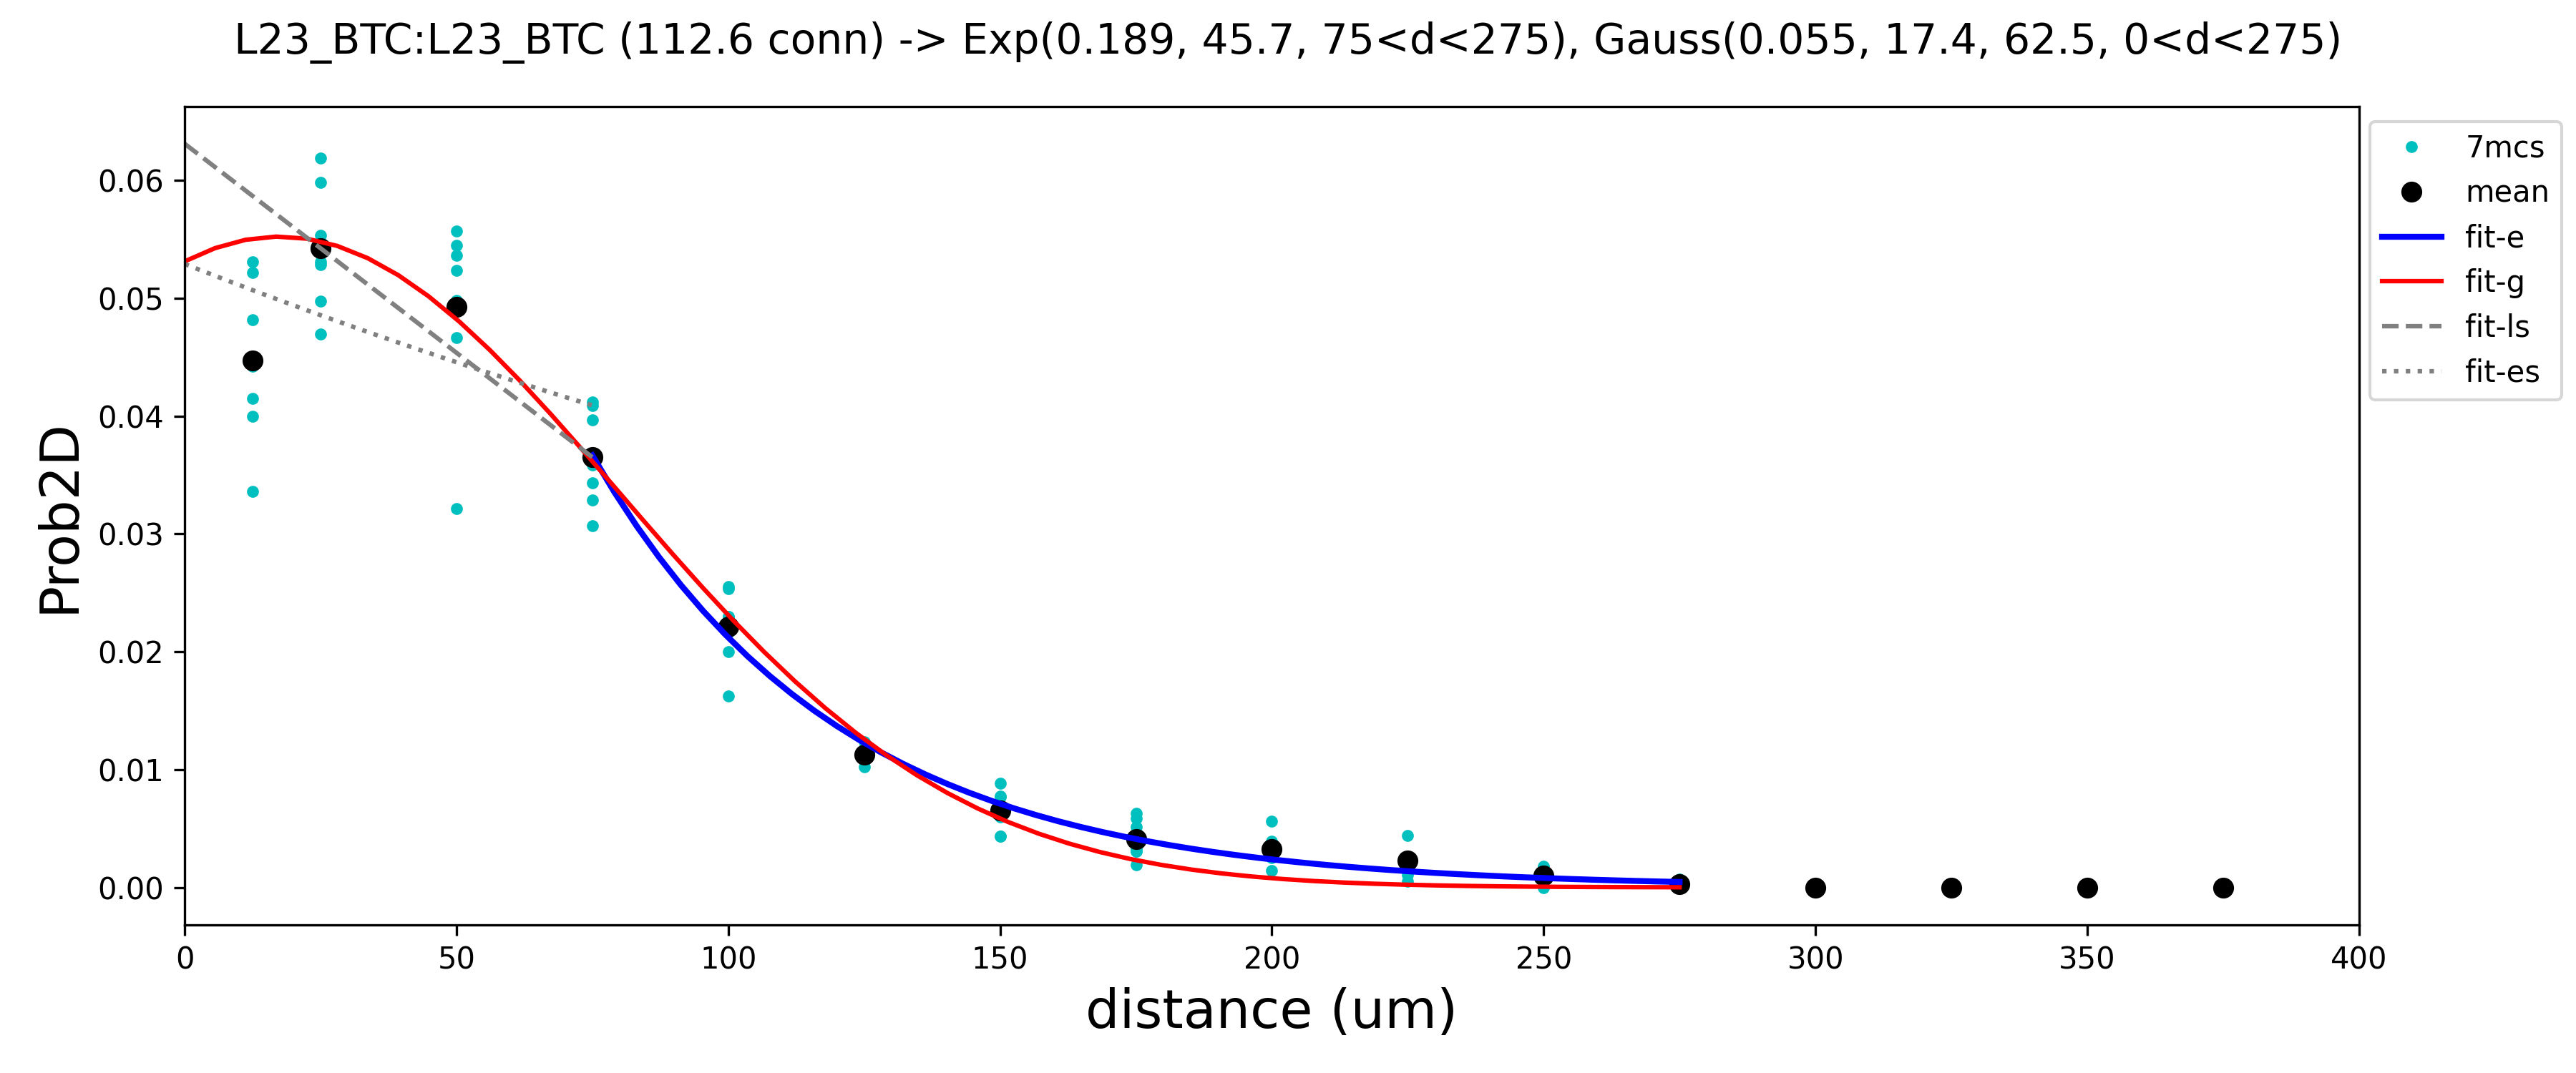 L23_BTC:L23_BTC (112.6 conn) -> Exp(0.189, 45.7, 75<d<275), Gauss(0.055, 17.4, 62.5, 0<d<275)
7mcs
mean
fit-e
fit-g
fit-ls
fit-es
Prob2D
0.06
0.05
0.04
0.03
0.02
0.01
0.00
0 50 100 150 200 250 300 350 400
distance (um)